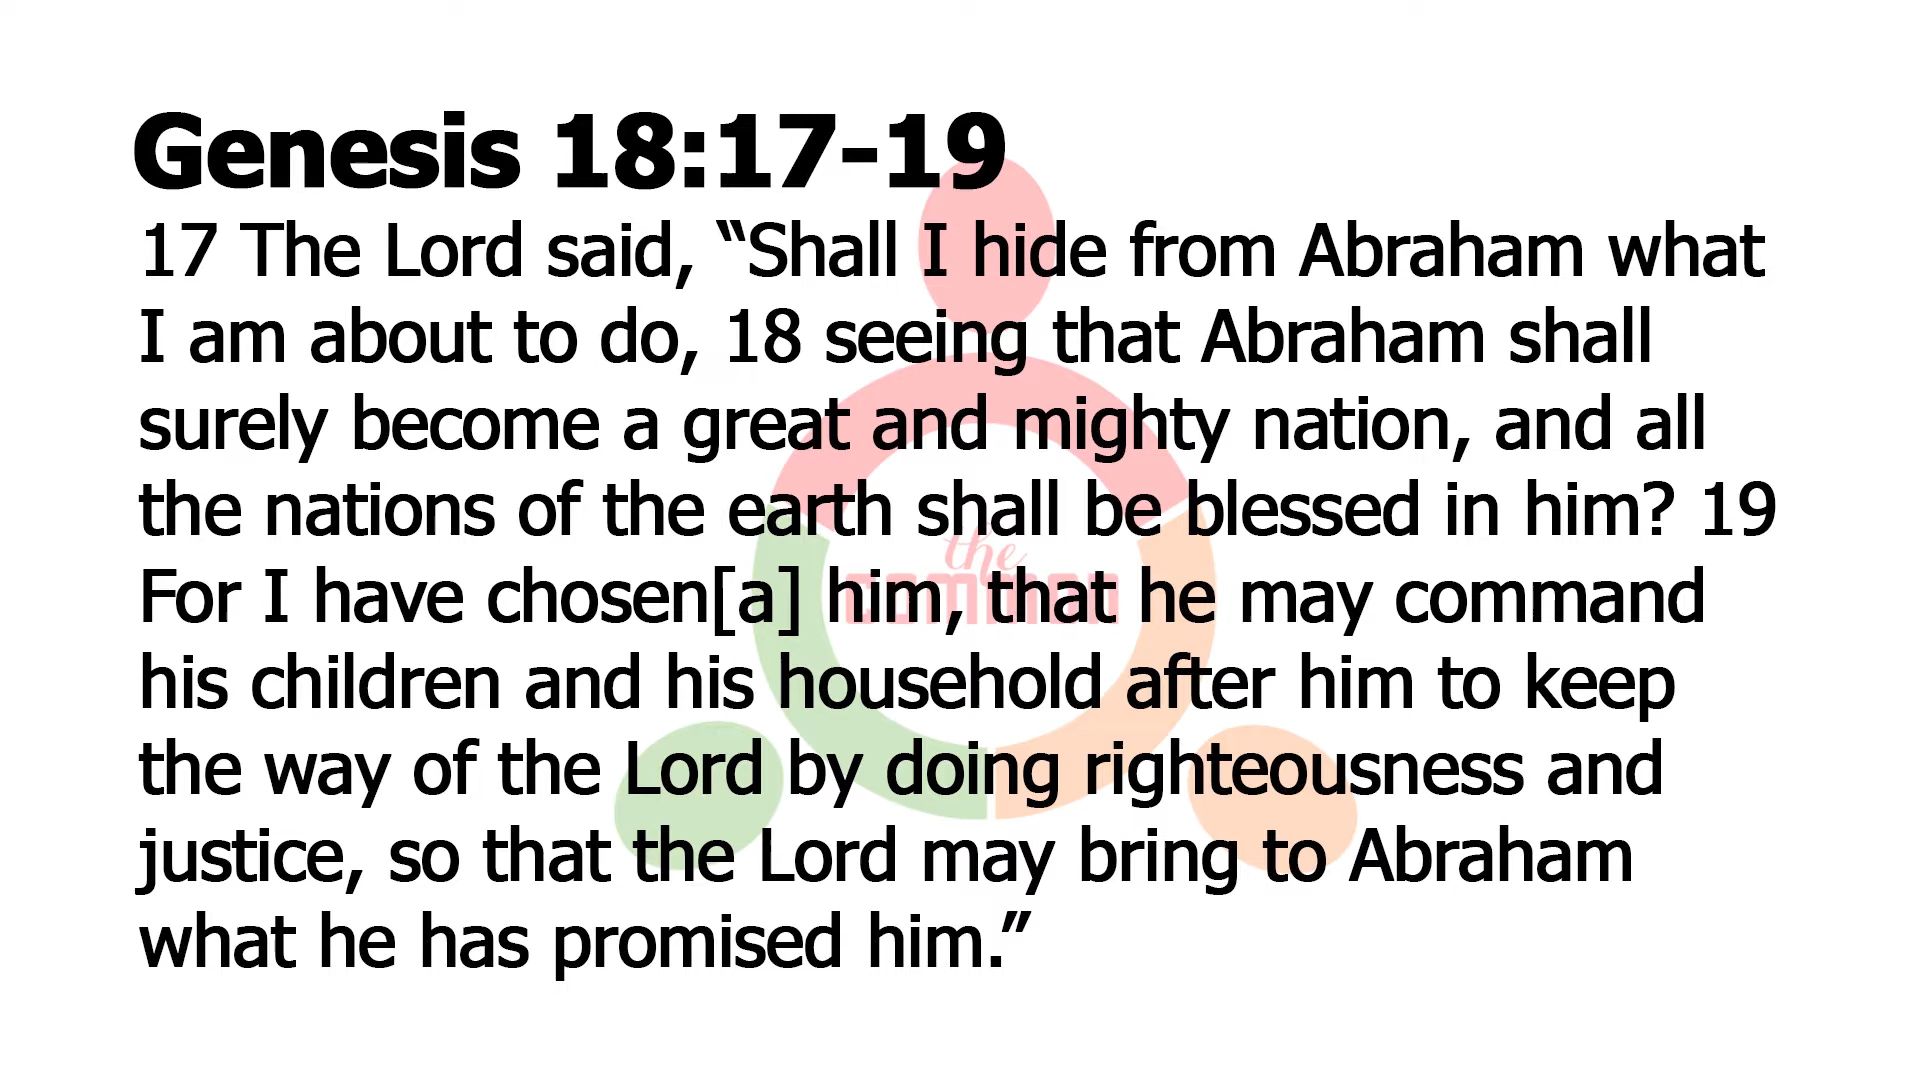 Genesis 18:17-19
17 The Lord said, “Shall I hide from Abraham what
I am about to do, 18 seeing that Abraham shall
surely become a great and mighty nation, and all
the nations of the earth shall be blessed in him? 19
For I have chosen[a] him, that he may command
his children and his household after him to keep
the way of the Lord by doing righteousness and
justice, so that the Lord may bring to Abraham
what he has promised him.”
the
COMMON